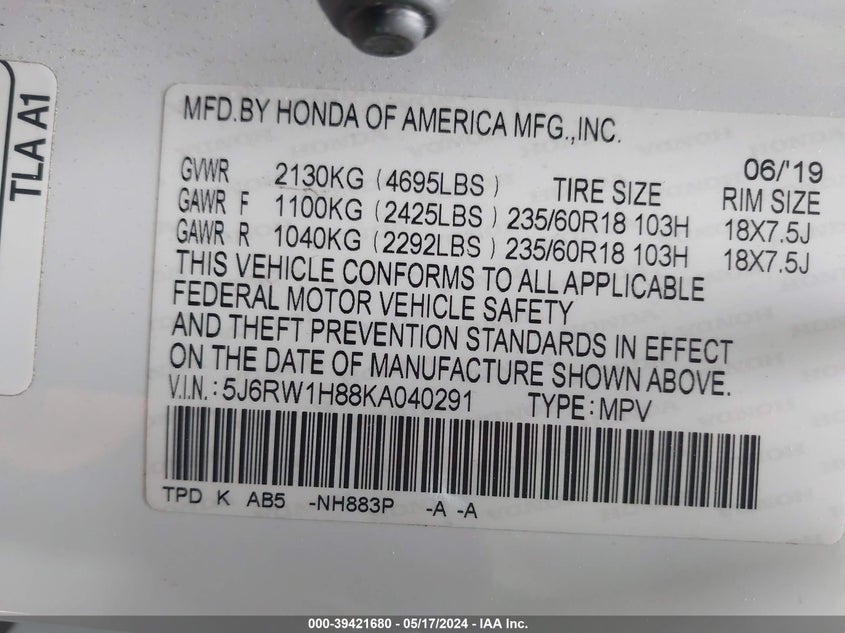 TLA A1
MFD.BY HONDA OF AMERICA MFG.,INC.
06/'19
GVWR 2130KG (4695LBS) TIRE SIZE RIM SIZE
GAWR F 1100KG (2425LBS) 235/60R18 103H 18X7.5J
GAWR R 1040KG (2292LBS) 235/60R18 103H 18X7.5J
THIS VEHICLE CONFORMS TO ALL APPLICABLE
FEDERAL MOTOR VEHICLE SAFETY
AND THEFT PREVENTION STANDARDS IN EFFECT
ON THE DATE OF MANUFACTURE SHOWN ABOVE.
V.I.N.: 5J6RW1H88KA040291 TYPE:MPV
TPD K AB5 -NH883P -A -A
000-39421680 - 05/17/2024 - IAA Inc.